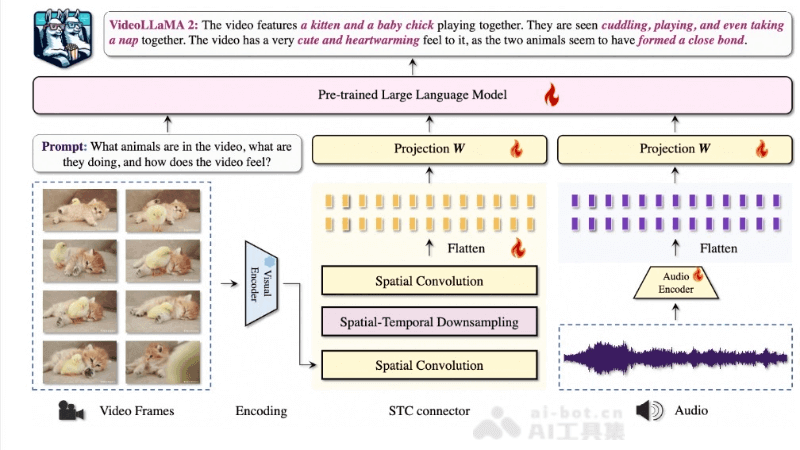 VideoLLaMA 2: The video features a kitten and a baby chick playing together. They are seen cuddling, playing, and even taking
a nap together. The video has a very cute and heartwarming feel to it, as the two animals seem to have formed a close bond.
Pre-trained Large Language Model
Prompt: What animals are in the video, what are
they doing, and how does the video feel?
Projection W
Projection W
Flatten
Flatten
Visual
Encoder
Spatial Convolution
Spatial-Temporal Downsampling
Spatial Convolution
Audio
Encoder
Video Frames
Encoding
STC connector
Audio
ai-bot.cn
AI工具集